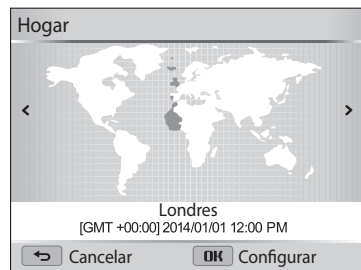 Hogar
Londres
[GMT +00:00] 2014/01/01 12:00 PM
Cancelar
OK Configurar